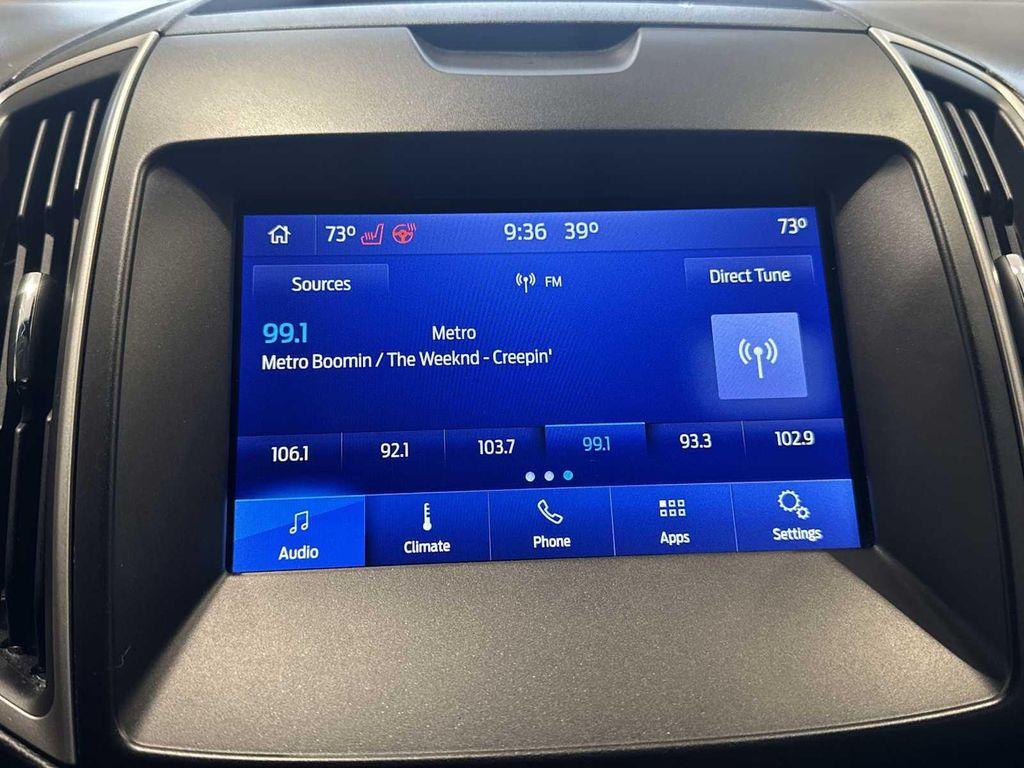 73° 9:36 39° 73°
Sources FM Direct Tune
99.1 Metro
Metro Boomin / The Weeknd - Creepin'
106.1 92.1 103.7 99.1 93.3 102.9
Audio Climate Phone Apps Settings